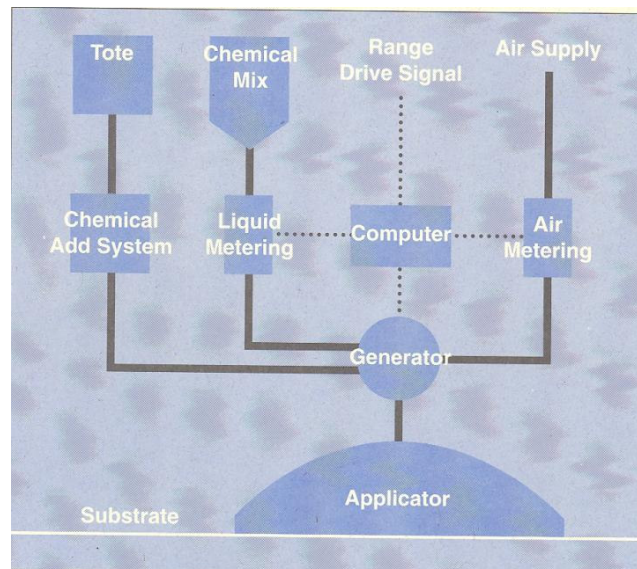 Tote
Chemical
Mix
Range
Drive Signal
Air Supply
Chemical
Add System
Liquid
Metering
Computer
Air
Metering
Generator
Applicator
Substrate